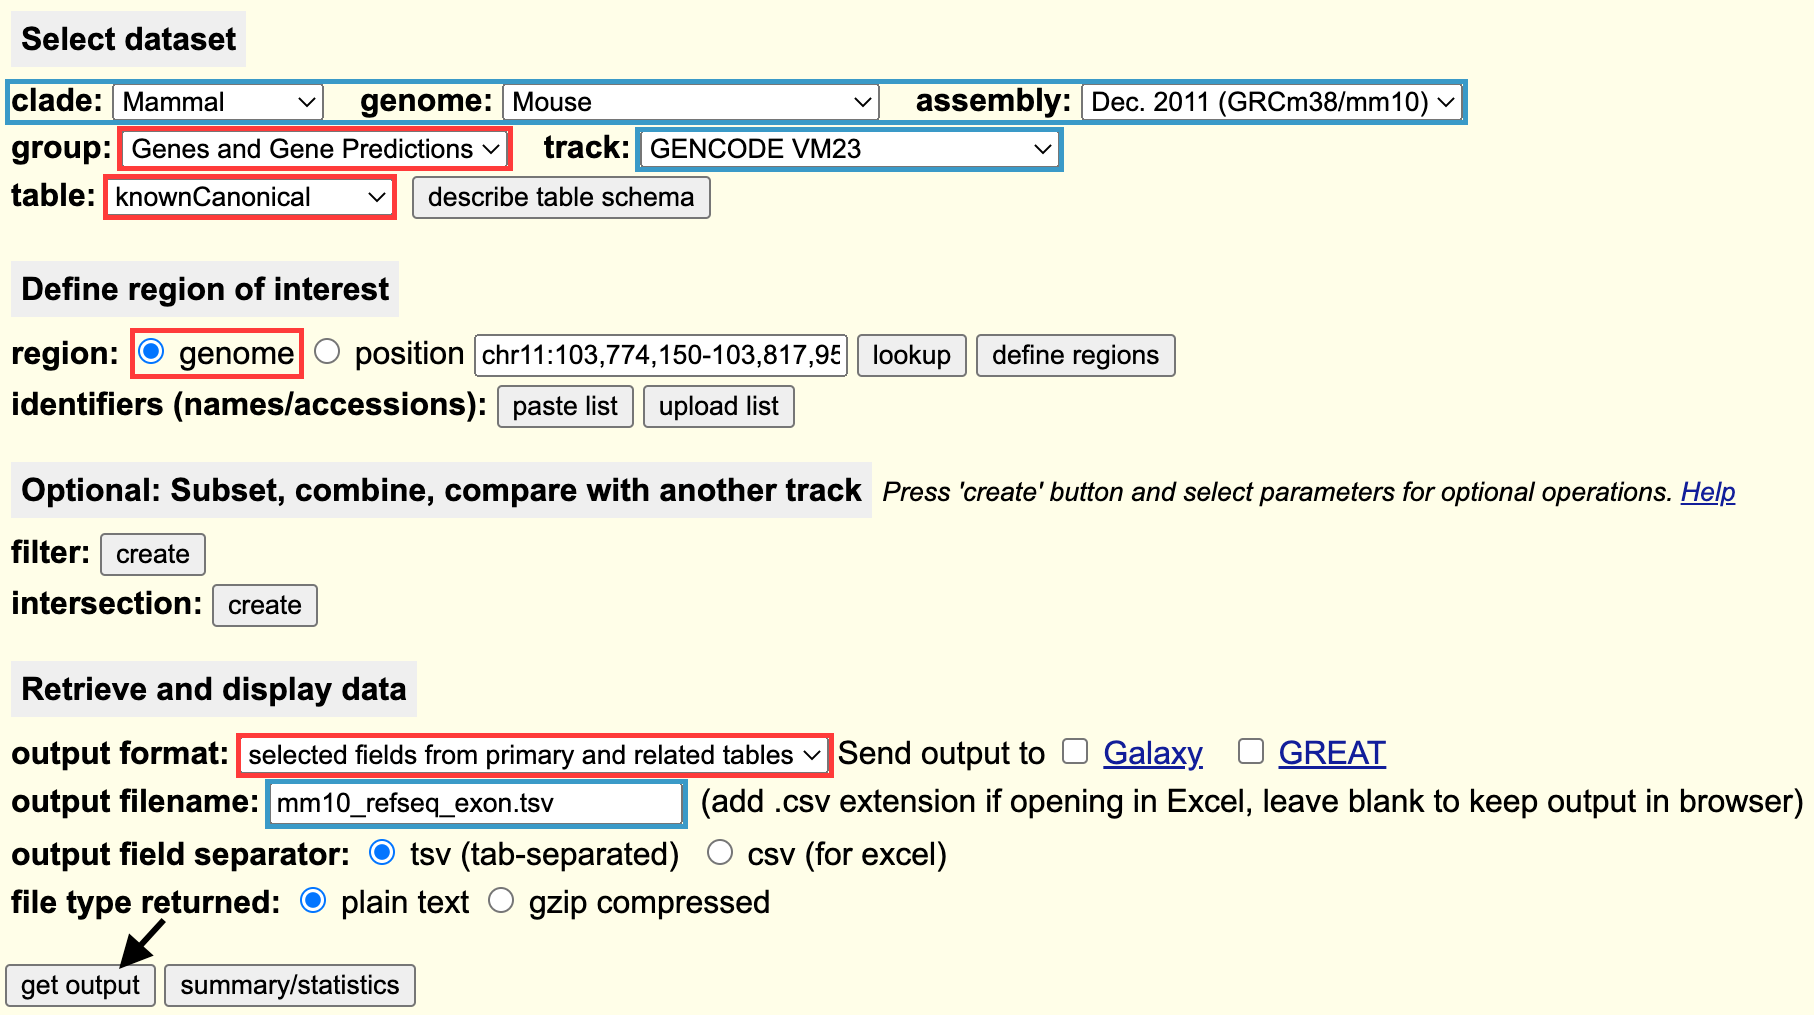 Select dataset
clade: Mammal genome: Mouse assembly: Dec. 2011 (GRCm38/mm10)
group: Genes and Gene Predictions track: GENCODE VM23
table: knownCanonical describe table schema
Define region of interest
region: genome position chr11:103,774,150-103,817,95 lookup define regions
identifiers (names/accessions): paste list upload list
Optional: Subset, combine, compare with another track Press 'create' button and select parameters for optional operations. Help
filter: create
intersection: create
Retrieve and display data
output format: selected fields from primary and related tables Send output to Galaxy GREAT
output filename: mm10_refseq_exon.tsv (add .csv extension if opening in Excel, leave blank to keep output in browser)
output field separator: tsv (tab-separated) csv (for excel)
file type returned: plain text gzip compressed
get output summary/statistics